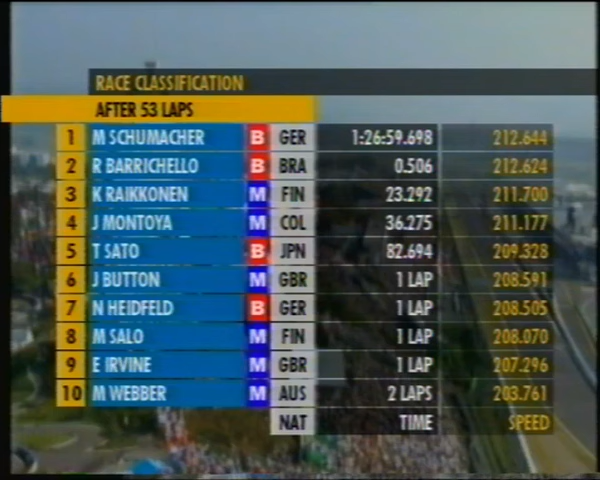 RACE CLASSIFICATION
AFTER 53 LAPS
1 M SCHUMACHER B GER 1:26:59.698 212.644
2 R BARRICHELLO B BRA 0.506 212.624
3 K RAIKKONEN M FIN 23.292 211.700
4 J MONTOYA M COL 36.275 211.177
5 T SATO B JPN 82.694 209.328
6 J BUTTON M GBR 1 LAP 208.591
7 N HEIDFELD B GER 1 LAP 208.505
8 M SALO M FIN 1 LAP 208.070
9 E IRVINE M GBR 1 LAP 207.296
10 M WEBBER M AUS 2 LAPS 203.761
NAT TIME SPEED